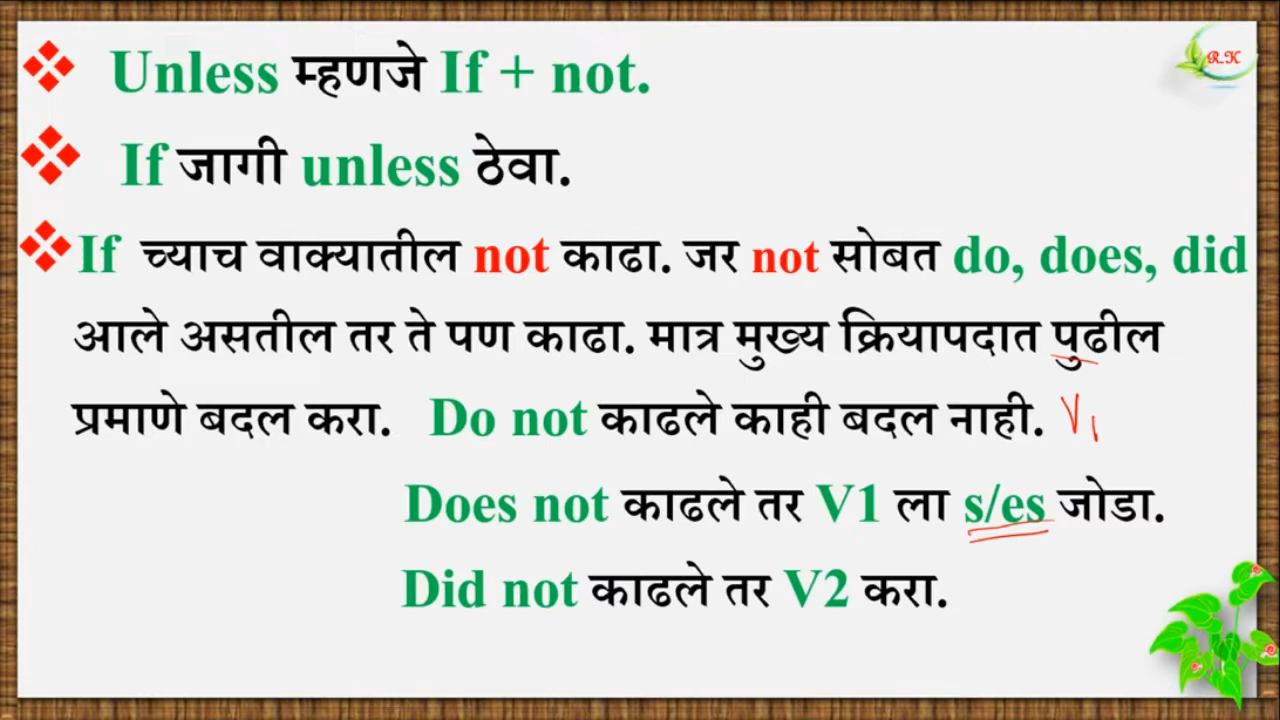 R.K
Unless म्हणजे If + not.
If जागी unless ठेवा.
If च्याच वाक्यातील not काढा. जर not सोबत do, does, did
आले असतील तर ते पण काढा. मात्र मुख्य क्रियापदात पुढील
प्रमाणे बदल करा. Do not काढले काही बदल नाही. V1
Does not काढले तर V1 ला s/es जोडा.
Did not काढले तर V2 करा.